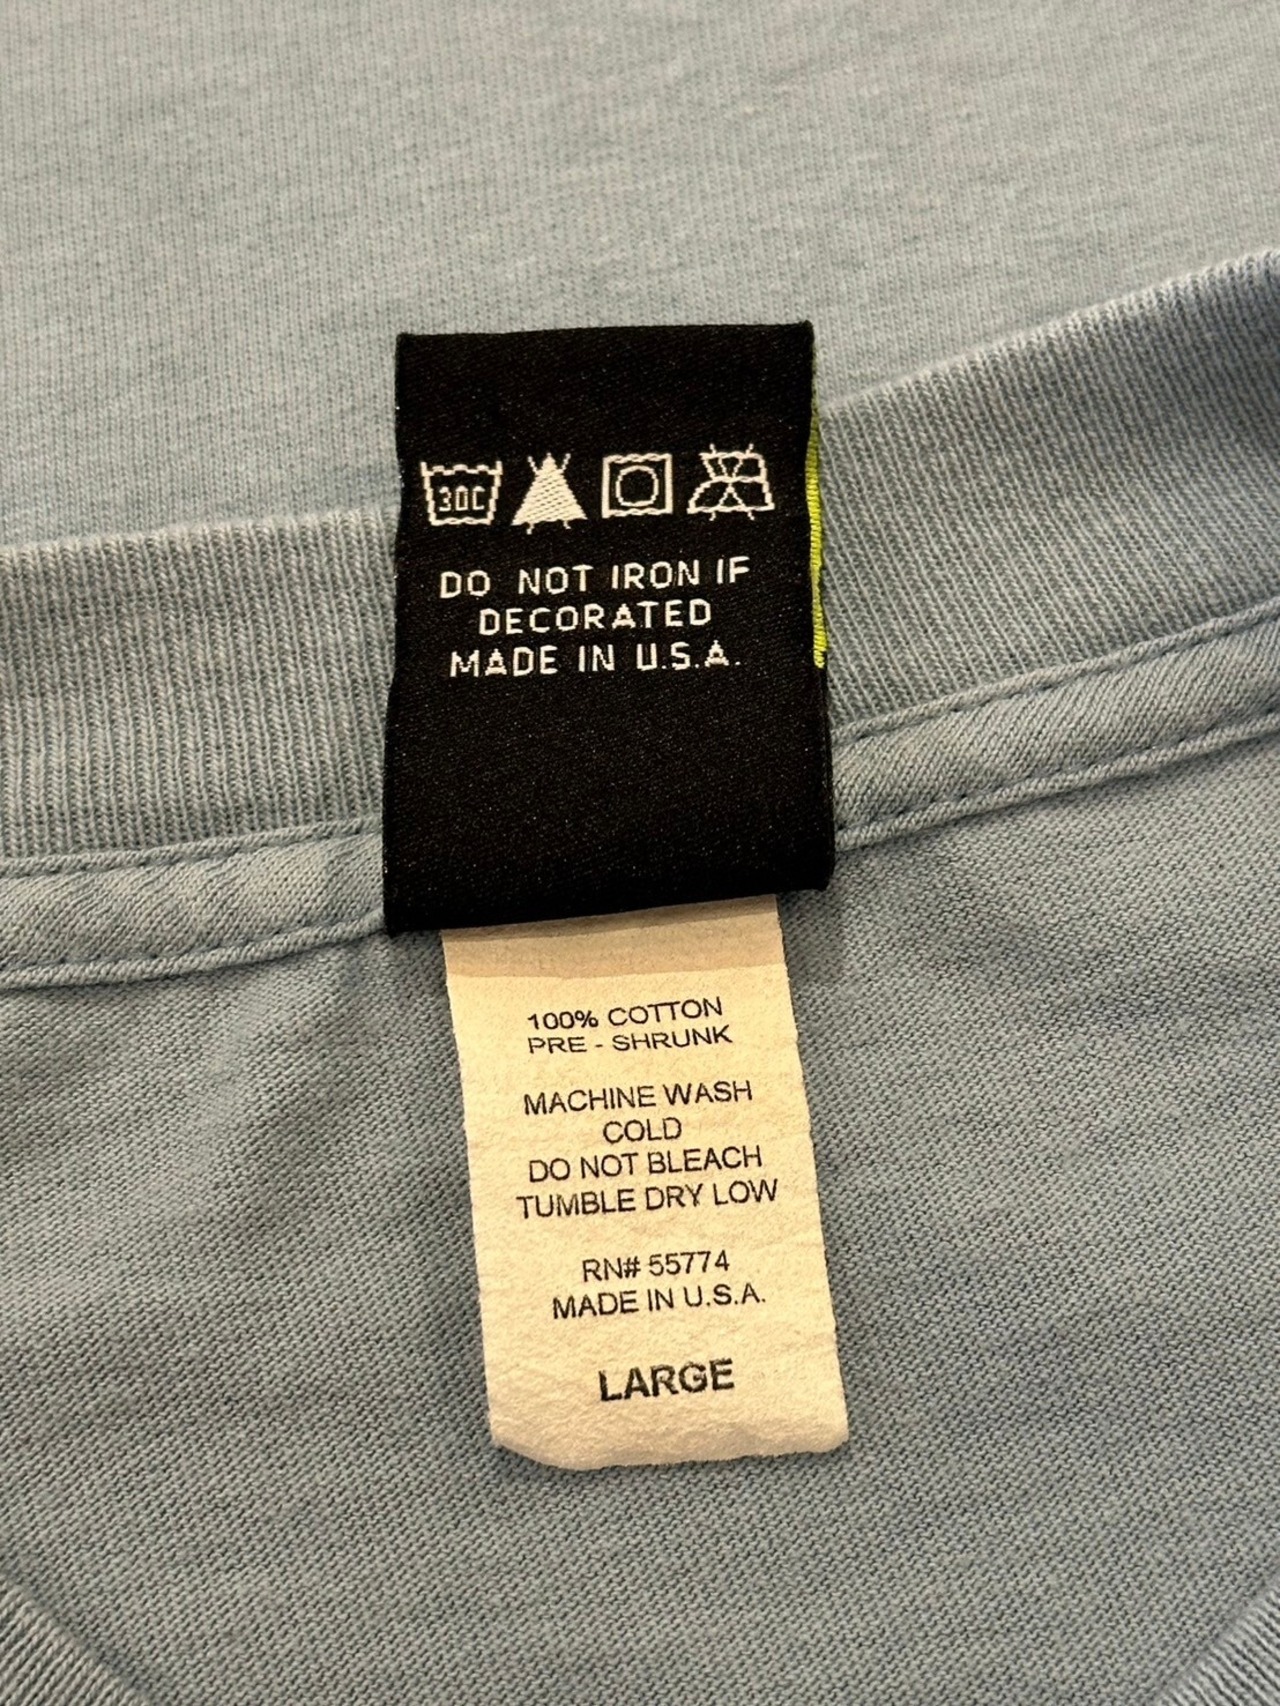 30C
DO NOT IRON IF
DECORATED
MADE IN U.S.A.
100% COTTON
PRE - SHRUNK
MACHINE WASH
COLD
DO NOT BLEACH
TUMBLE DRY LOW
RN# 55774
MADE IN U.S.A.
LARGE